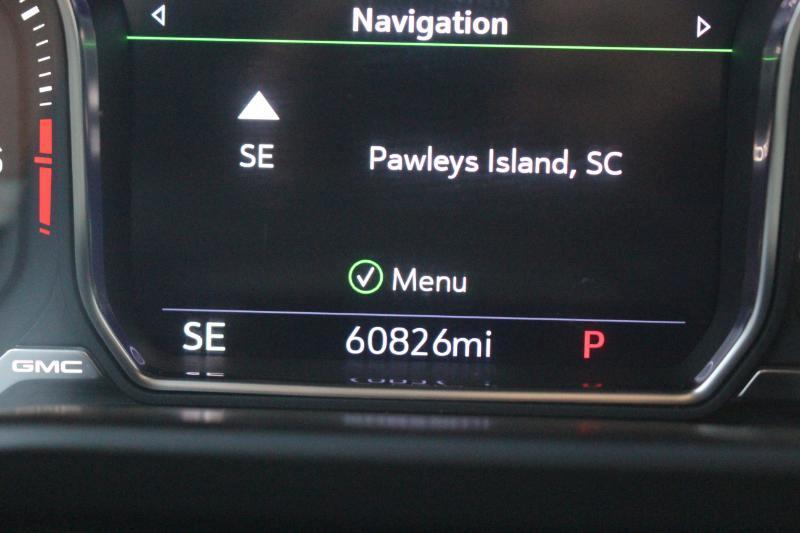 Navigation
SE
Pawleys Island, SC
Menu
SE
60826mi
P
GMC